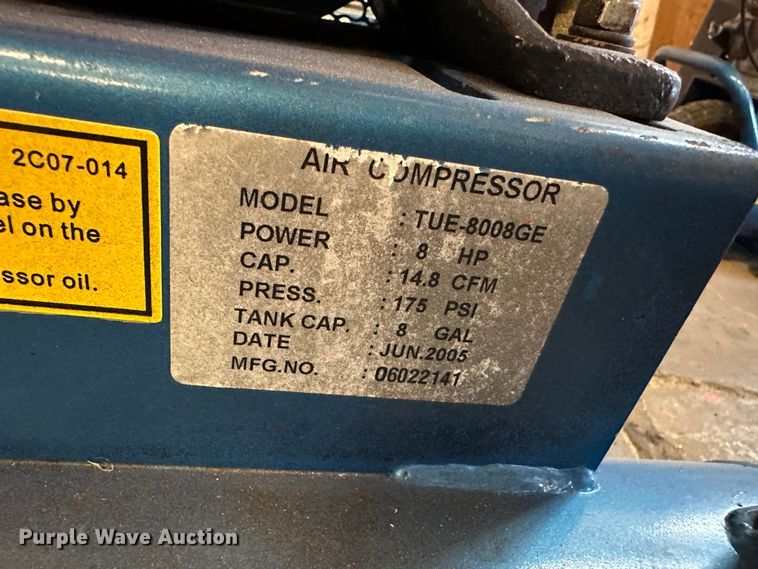 2C07-014
ase by
el on the
ssor oil.
AIR COMPRESSOR
MODEL : TUE-8008GE
POWER : 8 HP
CAP. : 14.8 CFM
PRESS. : 175 PSI
TANK CAP. : 8 GAL
DATE : JUN.2005
MFG.NO. : 06022141
Purple Wave Auction